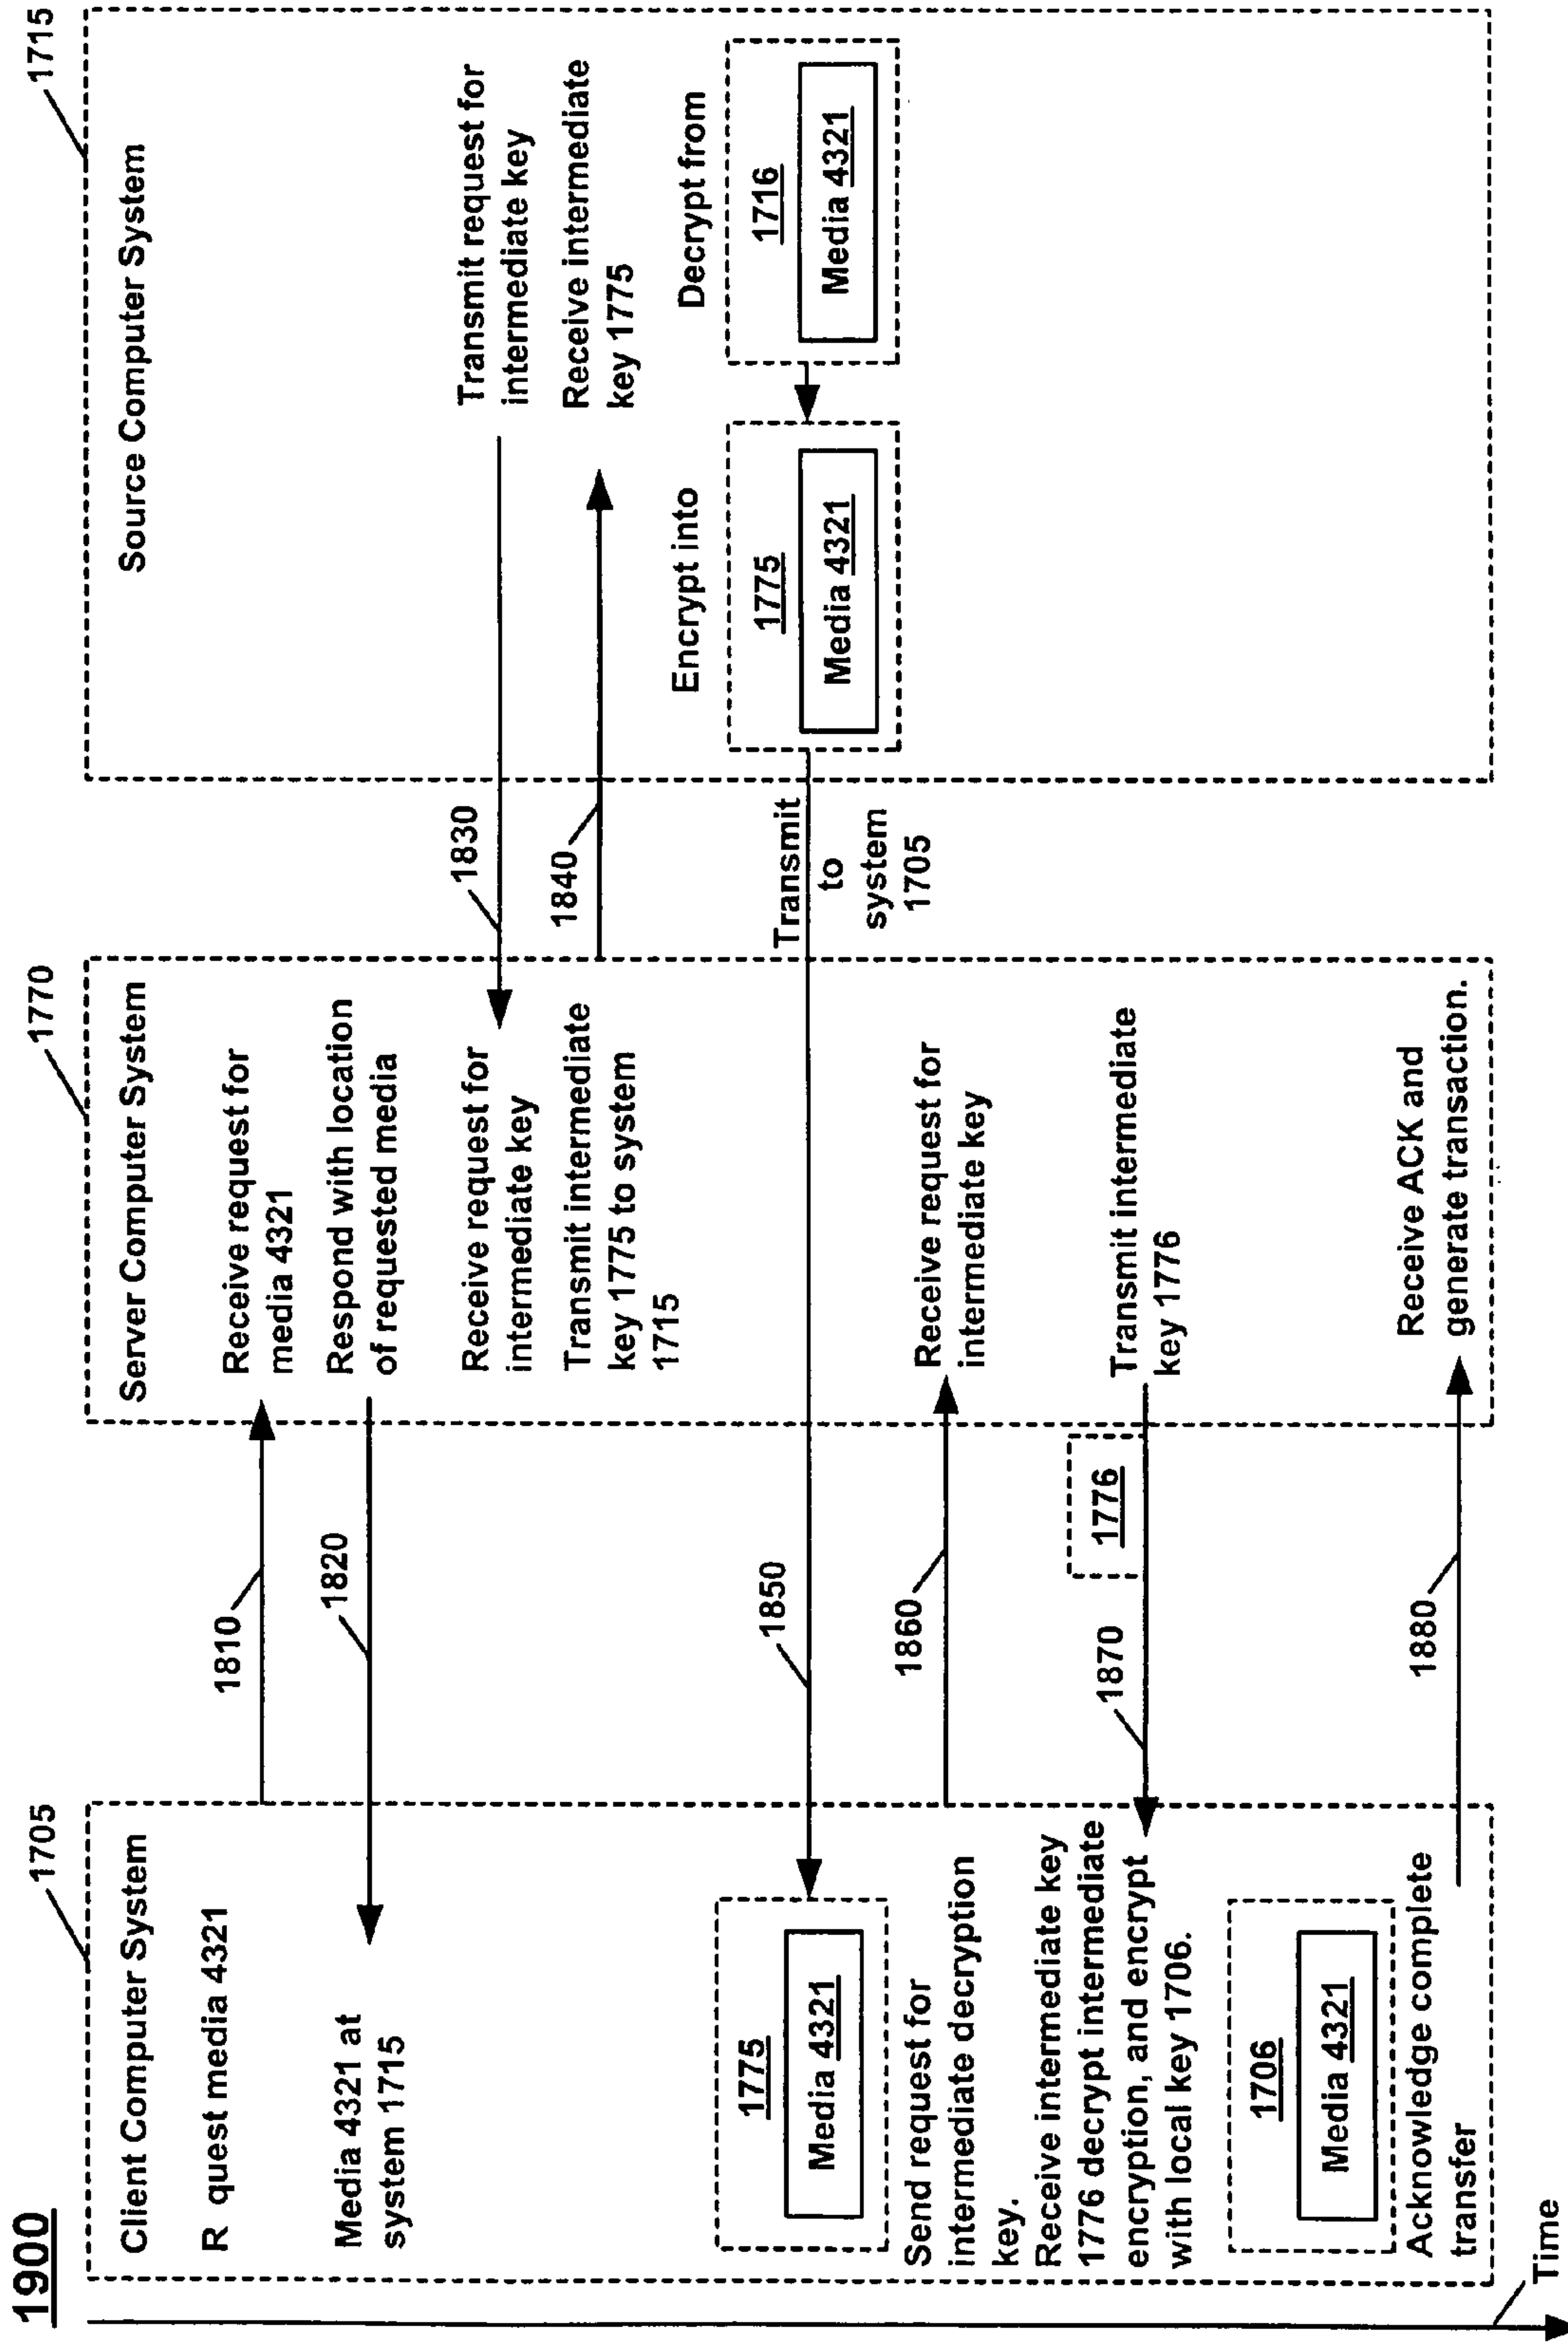 1900
1705
Client Computer System
R quest media 4321
Media 4321 at
system 1715
1775
Media 4321
Send request for
intermediate decryption
key.
Receive intermediate key
1776 decrypt intermediate
encryption, and encrypt
with local key 1706.
1706
Media 4321
Acknowledge complete
transfer
Time
1810
1820
1850
1860
1870
1776
1880
1770
Server Computer System
Receive request for
media 4321
Respond with location
of requested media
Receive request for
intermediate key
Transmit intermediate
key 1775 to system
1715
Receive request for
intermediate key
Transmit intermediate
key 1776
Receive ACK and
generate transaction.
1830
1840
Transmit
to
system
1705
1715
Source Computer System
Transmit request for
intermediate key
Receive intermediate
key 1775
Encrypt into
1775
Media 4321
Decrypt from
1716
Media 4321